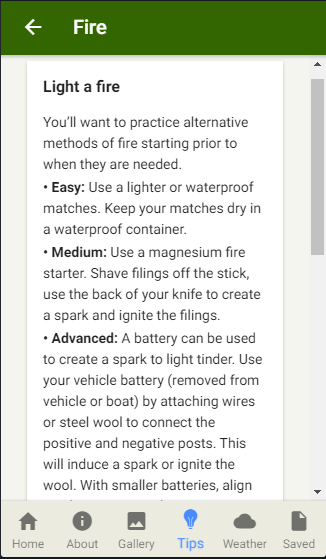 Fire
Light a fire
You’ll want to practice alternative
methods of fire starting prior to
when they are needed.
• Easy: Use a lighter or waterproof
matches. Keep your matches dry in
a waterproof container.
• Medium: Use a magnesium fire
starter. Shave filings off the stick,
use the back of your knife to create
a spark and ignite the filings.
• Advanced: A battery can be used
to create a spark to light tinder. Use
your vehicle battery (removed from
vehicle or boat) by attaching wires
or steel wool to connect the
positive and negative posts. This
will induce a spark or ignite the
wool. With smaller batteries, align
Home About Gallery Tips Weather Saved